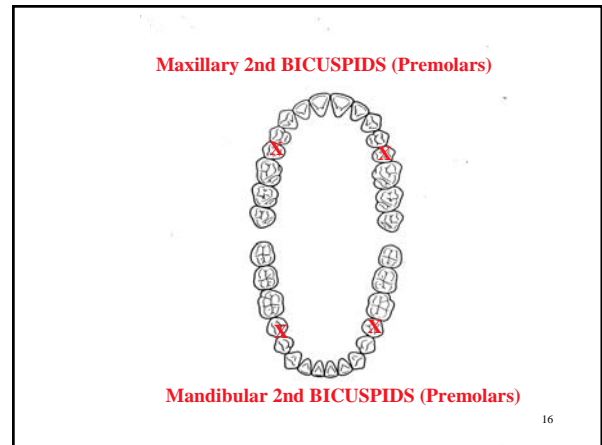 Maxillary 2nd BICUSPIDS (Premolars)
X X
X X
Mandibular 2nd BICUSPIDS (Premolars)
16